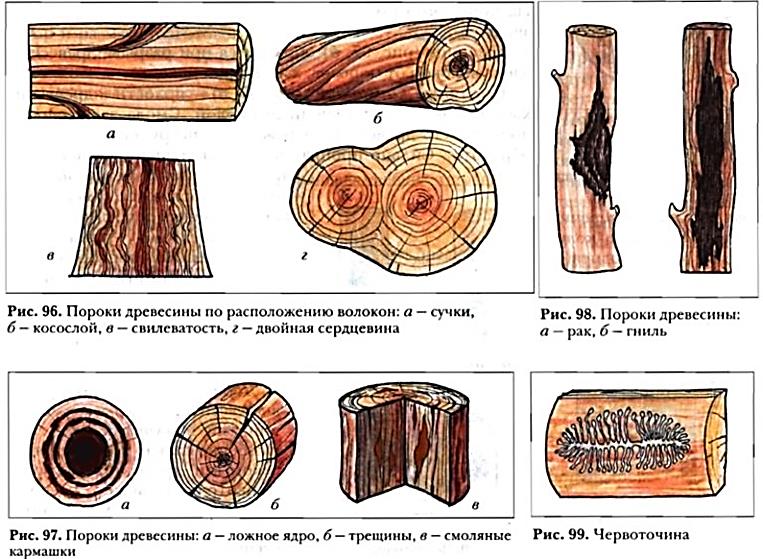 а
б
в
г
Рис. 96. Пороки древесины по расположению волокон: а – сучки,
б – косослой, в – свилеватость, г – двойная сердцевина
Рис. 98. Пороки древесины:
а – рак, б – гниль
а
б
в
Рис. 97. Пороки древесины: а – ложное ядро, б – трещины, в – смоляные
кармашки
Рис. 99. Червоточина